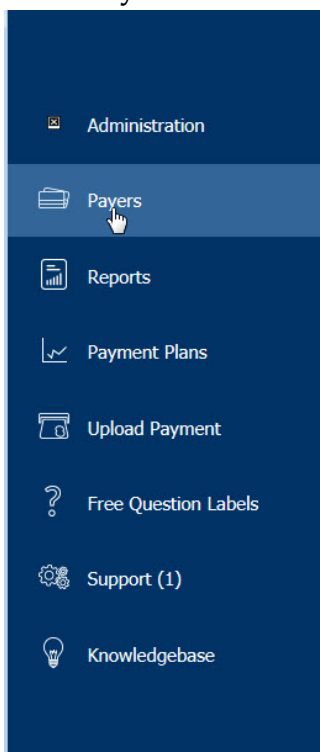 Administration
Payers
Reports
Payment Plans
Upload Payment
Free Question Labels
Support (1)
Knowledgebase